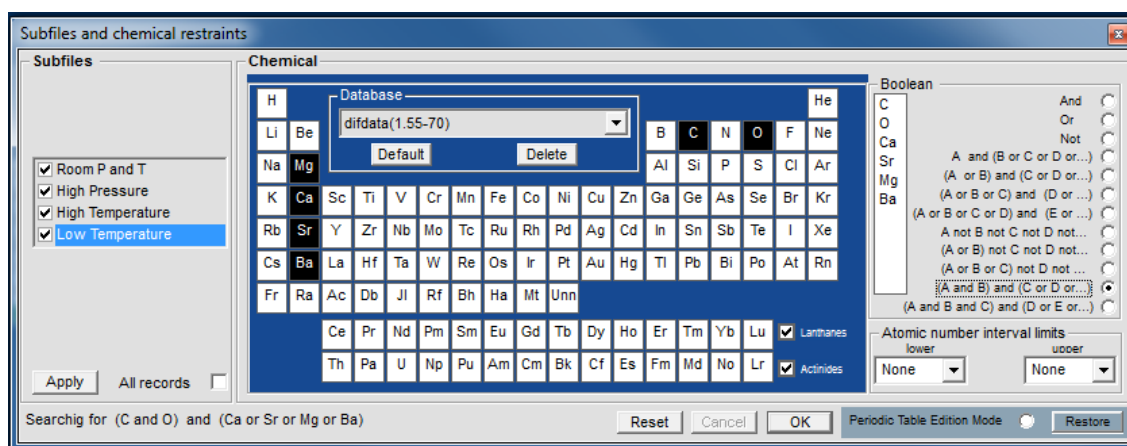 Subfiles and chemical restraints
Subfiles
Room P and T
High Pressure
High Temperature
Low Temperature
Apply All records
Chemical
Database
difdata(1.55-70)
Default Delete
H He
Li Be B C N O F Ne
Na Mg Al Si P S Cl Ar
K Ca Sc Ti V Cr Mn Fe Co Ni Cu Zn Ga Ge As Se Br Kr
Rb Sr Y Zr Nb Mo Tc Ru Rh Pd Ag Cd In Sn Sb Te I Xe
Cs Ba La Hf Ta W Re Os Ir Pt Au Hg Tl Pb Bi Po At Rn
Fr Ra Ac Db Jl Rf Bh Ha Mt Unn
Ce Pr Nd Pm Sm Eu Gd Tb Dy Ho Er Tm Yb Lu Lanthanes
Th Pa U Np Pu Am Cm Bk Cf Es Fm Md No Lr Actinides
Boolean
C
O
Ca
Sr
Mg
Ba
And
Or
Not
A and (B or C or D or...)
(A or B) and (C or D or...)
(A or B or C) and (D or ...)
(A or B or C or D) and (E or ...)
A not B not C not D not...
(A or B) not C not D not...
(A or B or C) not D not ...
(A and B) and (C or D or...)
(A and B and C) and (D or E or...)
Atomic number interval limits
lower upper
None None
Searchig for (C and O) and (Ca or Sr or Mg or Ba)
Reset Cancel OK
Periodic Table Edition Mode Restore